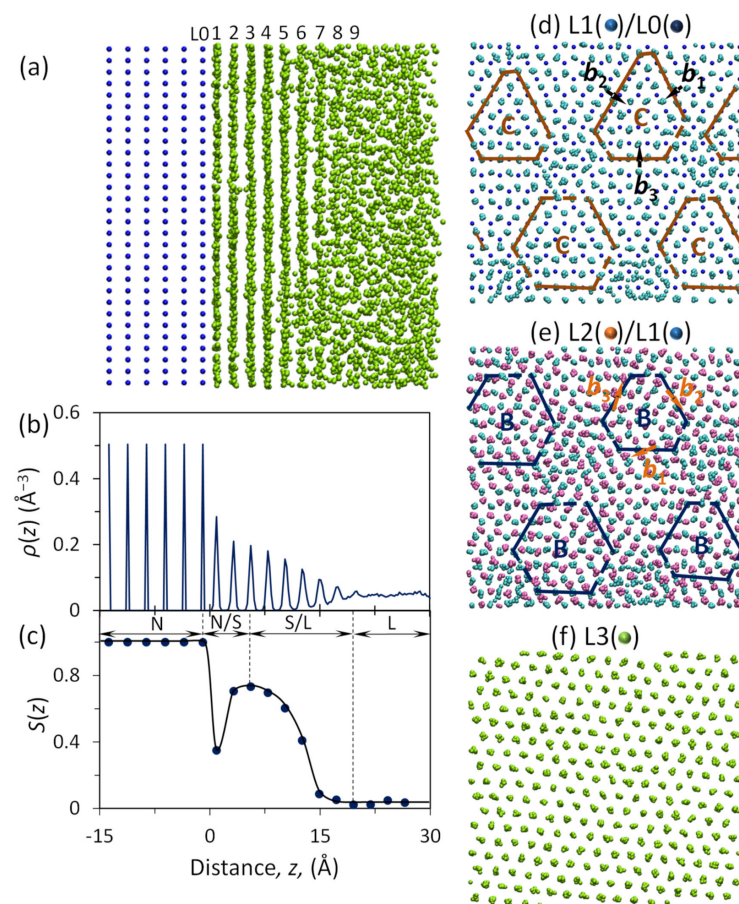 L0 1 2 3 4 5 6 7 8 9
(a)
(b)
0.6
0.4
0.2
0
ρ(z) (Å⁻³)
N N/S S/L L
(c)
0.8
0.4
0
S(z)
-15 0 15 30
Distance, z, (Å)
(d) L1( )/L0( )
b₂ b₁
C C
b₃
C C
(e) L2( )/L1( )
b₃ b₂
B B
b₁
B B
(f) L3( )